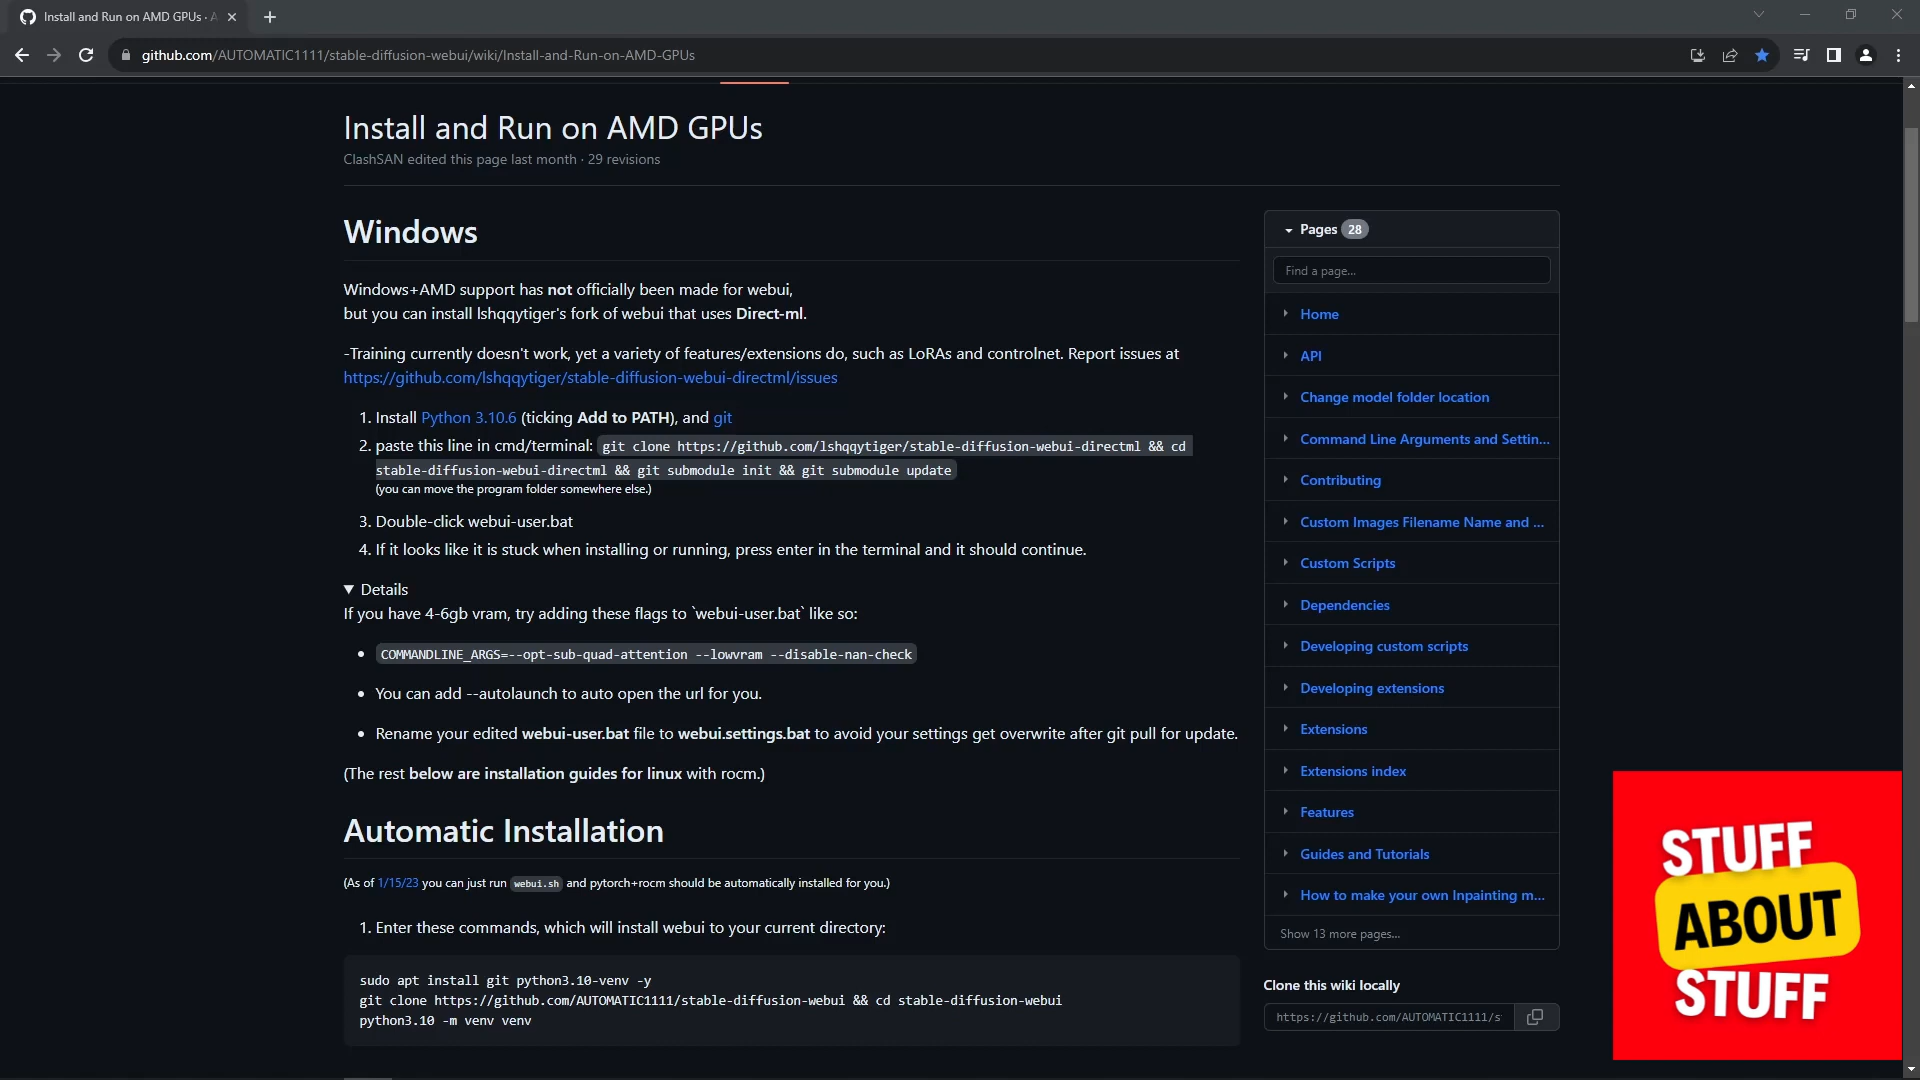 Install and Run on AMD GPUs · A
github.com/AUTOMATIC1111/stable-diffusion-webui/wiki/Install-and-Run-on-AMD-GPUs
Install and Run on AMD GPUs
ClashSAN edited this page last month · 29 revisions
Windows
Windows+AMD support has not officially been made for webui,
but you can install lshqqytiger's fork of webui that uses Direct-ml.
-Training currently doesn't work, yet a variety of features/extensions do, such as LoRAs and controlnet. Report issues at
https://github.com/lshqqytiger/stable-diffusion-webui-directml/issues
1. Install Python 3.10.6 (ticking Add to PATH), and git
2. paste this line in cmd/terminal: git clone https://github.com/lshqqytiger/stable-diffusion-webui-directml && cd
stable-diffusion-webui-directml && git submodule init && git submodule update
(you can move the program folder somewhere else.)
3. Double-click webui-user.bat
4. If it looks like it is stuck when installing or running, press enter in the terminal and it should continue.
▼ Details
If you have 4-6gb vram, try adding these flags to `webui-user.bat` like so:
• COMMANDLINE_ARGS=--opt-sub-quad-attention --lowvram --disable-nan-check
• You can add --autolaunch to auto open the url for you.
• Rename your edited webui-user.bat file to webui.settings.bat to avoid your settings get overwrite after git pull for update.
(The rest below are installation guides for linux with rocm.)
Automatic Installation
(As of 1/15/23 you can just run webui.sh and pytorch+rocm should be automatically installed for you.)
1. Enter these commands, which will install webui to your current directory:
sudo apt install git python3.10-venv -y
git clone https://github.com/AUTOMATIC1111/stable-diffusion-webui && cd stable-diffusion-webui
python3.10 -m venv venv
Pages 28
Find a page...
Home
API
Change model folder location
Command Line Arguments and Settin...
Contributing
Custom Images Filename Name and ...
Custom Scripts
Dependencies
Developing custom scripts
Developing extensions
Extensions
Extensions index
Features
Guides and Tutorials
How to make your own Inpainting m...
Show 13 more pages...
Clone this wiki locally
https://github.com/AUTOMATIC1111/s
STUFF
ABOUT
STUFF